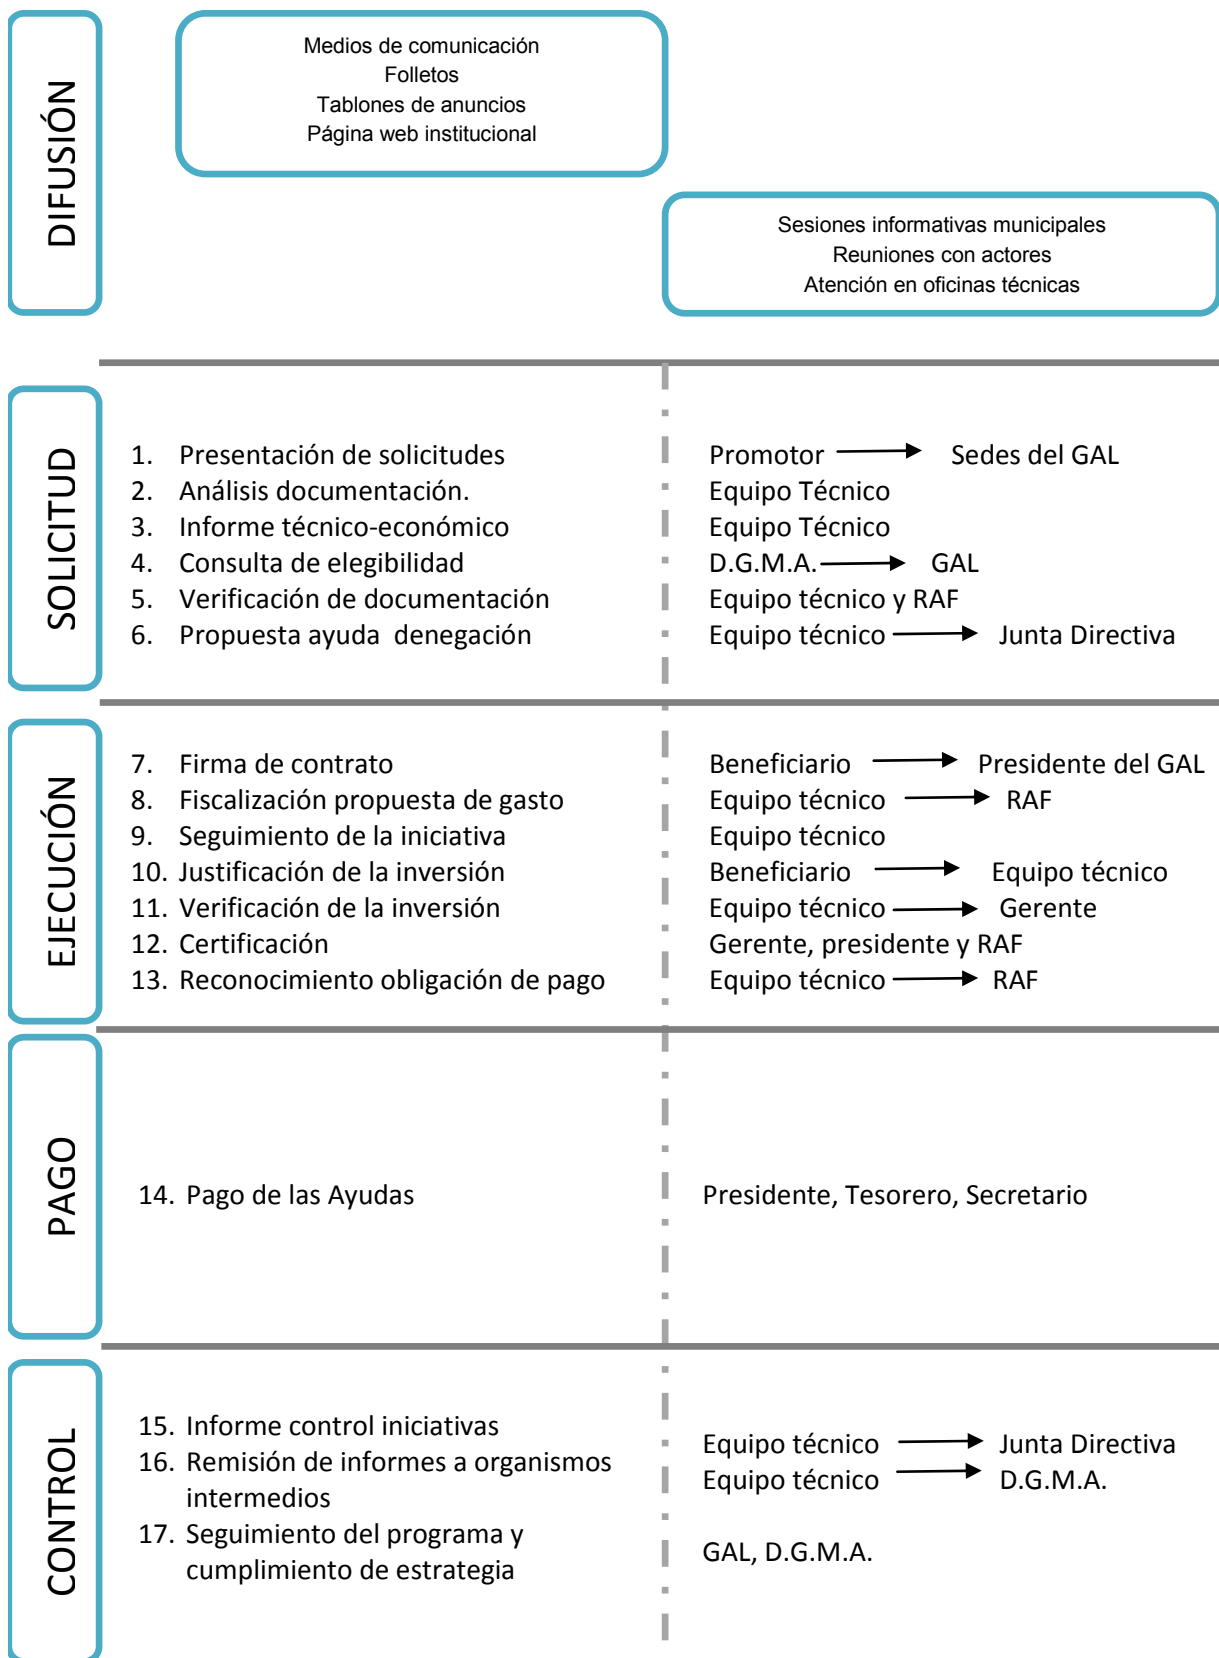 DIFUSIÓN
Medios de comunicación
Folletos
Tablones de anuncios
Página web institucional
Sesiones informativas municipales
Reuniones con actores
Atención en oficinas técnicas
SOLICITUD
1. Presentación de solicitudes
2. Análisis documentación.
3. Informe técnico-económico
4. Consulta de elegibilidad
5. Verificación de documentación
6. Propuesta ayuda  denegación
Promotor Sedes del GAL
Equipo Técnico
Equipo Técnico
D.G.M.A. GAL
Equipo técnico y RAF
Equipo técnico Junta Directiva
EJECUCIÓN
7. Firma de contrato
8. Fiscalización propuesta de gasto
9. Seguimiento de la iniciativa
10. Justificación de la inversión
11. Verificación de la inversión
12. Certificación
13. Reconocimiento obligación de pago
Beneficiario Presidente del GAL
Equipo técnico RAF
Equipo técnico
Beneficiario Equipo técnico
Equipo técnico Gerente
Gerente, presidente y RAF
Equipo técnico RAF
PAGO
14. Pago de las Ayudas
Presidente, Tesorero, Secretario
CONTROL
15. Informe control iniciativas
16. Remisión de informes a organismos
intermedios
17. Seguimiento del programa y
cumplimiento de estrategia
Equipo técnico Junta Directiva
Equipo técnico D.G.M.A.
GAL, D.G.M.A.